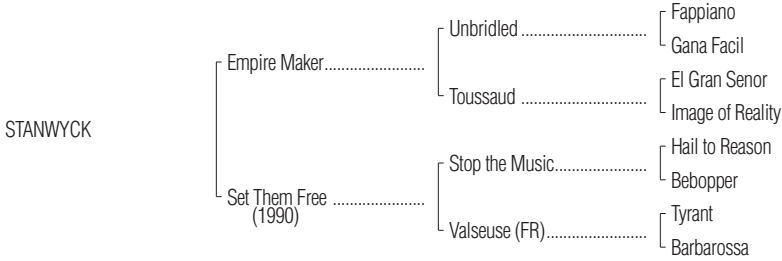 Fappiano
Unbridled ..............................
Gana Facil
Empire Maker........................
El Gran Senor
Toussaud ..............................
Image of Reality
STANWYCK
Hail to Reason
Stop the Music......................
Bebopper
Set Them Free ......................
(1990)
Tyrant
Valseuse (FR)........................
Barbarossa